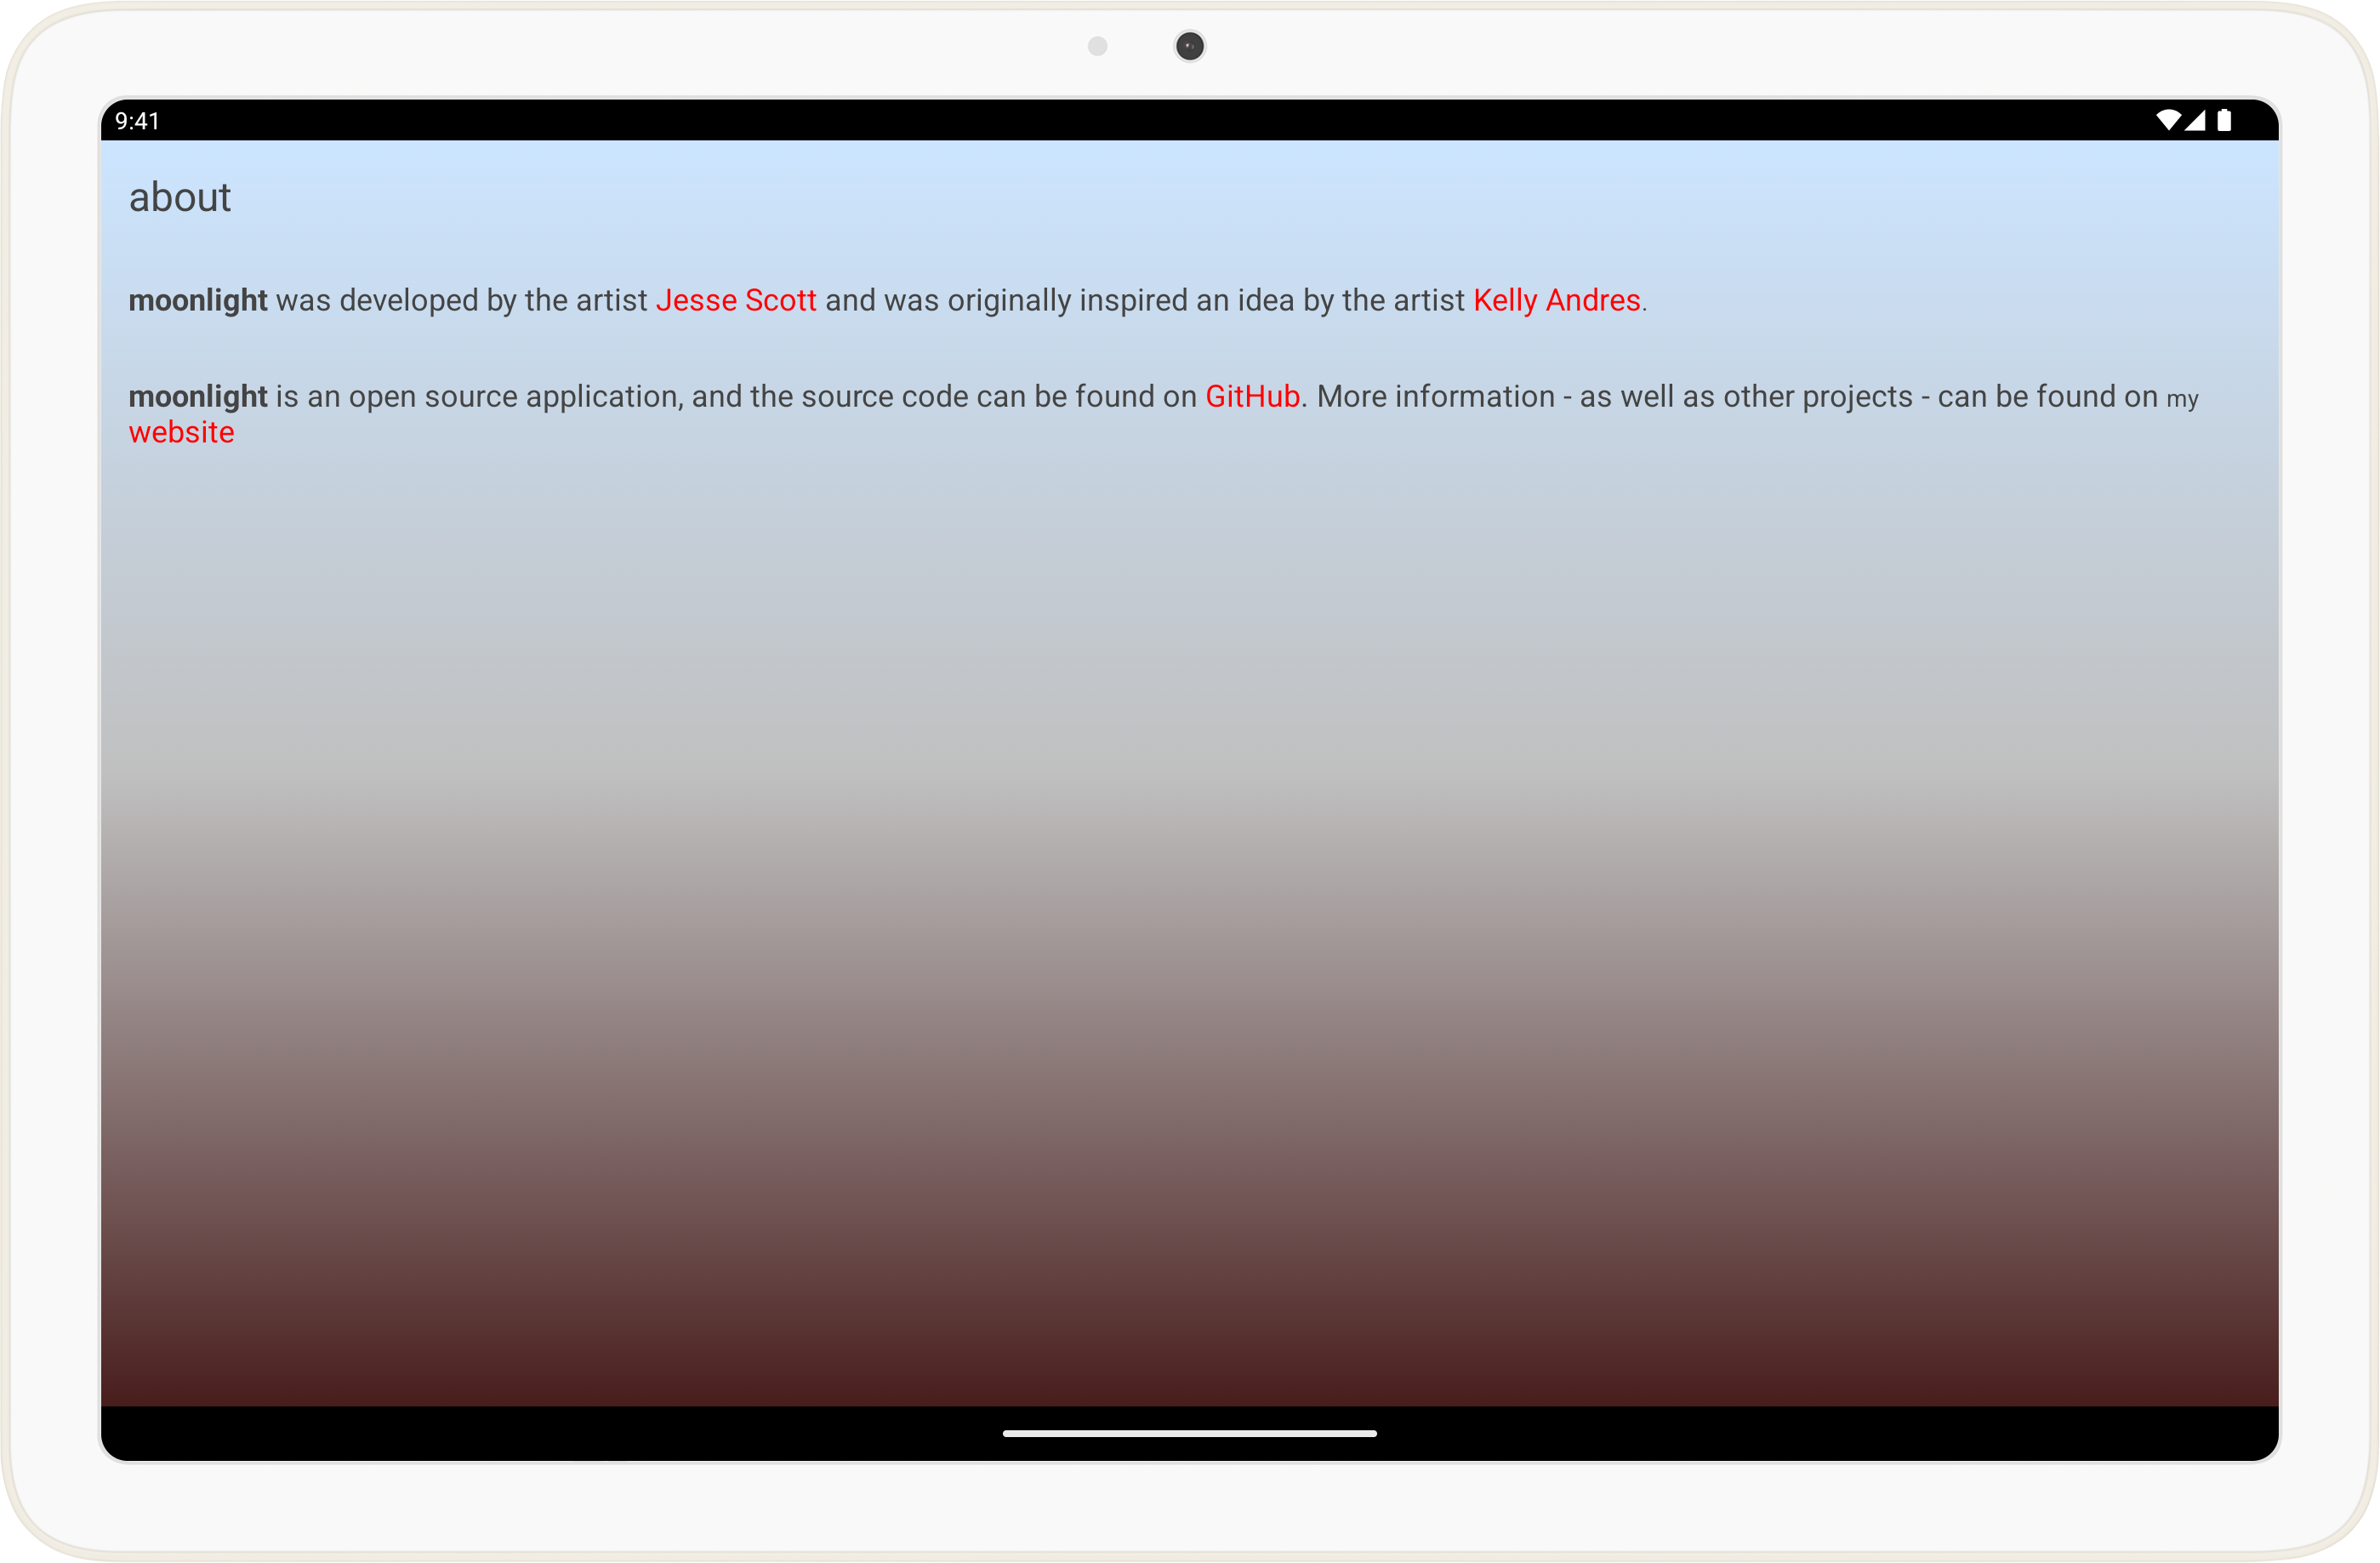 9:41
about
moonlight was developed by the artist Jesse Scott and was originally inspired an idea by the artist Kelly Andres.
moonlight is an open source application, and the source code can be found on GitHub. More information - as well as other projects - can be found on my
website